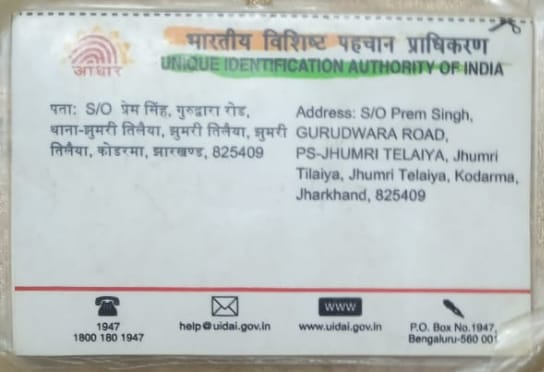 आधार
भारतीय विशिष्ट पहचान प्राधिकरण
UNIQUE IDENTIFICATION AUTHORITY OF INDIA
पता: S/O प्रेम सिंह, गुरुद्वारा रोड,
थाना-झुमरी तिलैया, झुमरी तिलैया, झुमरी
तिलैया, कोडरमा, झारखण्ड, 825409
Address: S/O Prem Singh,
GURUDWARA ROAD,
PS-JHUMRI TELAIYA, Jhumri
Tilaiya, Jhumri Telaiya, Kodarma,
Jharkhand, 825409
1947
1800 180 1947
help@uidai.gov.in
www
www.uidai.gov.in
P.O. Box No.1947,
Bengaluru-560 001